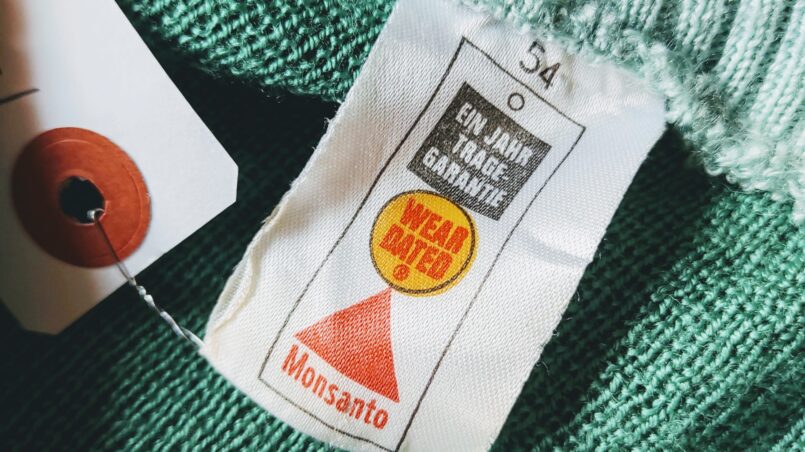 54
EIN JAHR
TRAGE
GARANTIE
WEAR
DATED
®
Monsanto